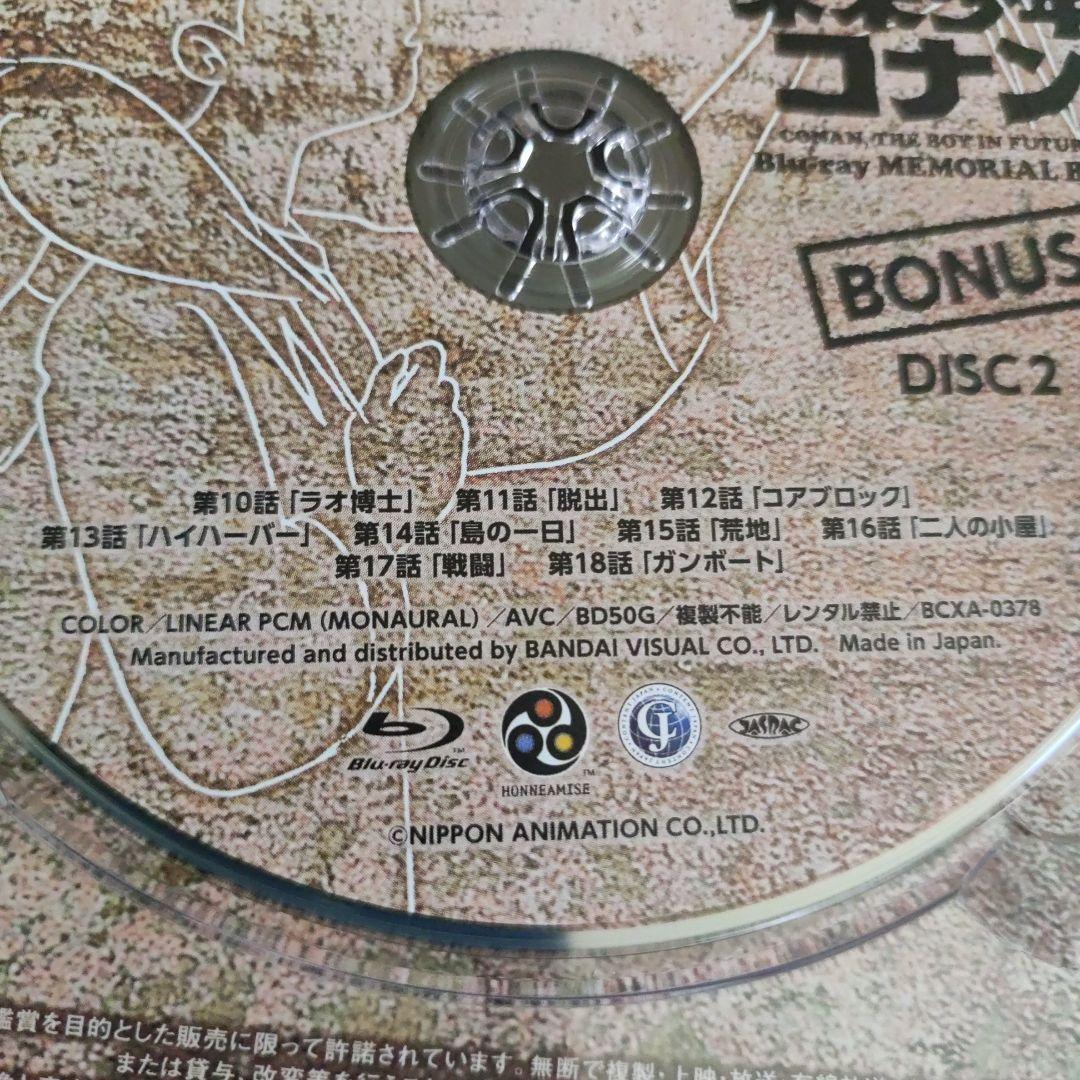 コナン
CONAN, THE BOY IN FUTUR
Blu-ray MEMORIAL B
BONUS
DISC 2
第10話「ラオ博士」 第11話「脱出」 第12話「コアブロック」
第13話「ハイハーバー」 第14話「島の一日」 第15話「荒地」 第16話「二人の小屋」
第17話「戦闘」 第18話「ガンボート」
COLOR／LINEAR PCM (MONAURAL)／AVC／BD50G／複製不能／レンタル禁止／BCXA-0378
Manufactured and distributed by BANDAI VISUAL CO., LTD. Made in Japan.
Blu-ray Disc™
HONNEAMISE™
JASRAC
©NIPPON ANIMATION CO.,LTD.
鑑賞を目的とした販売に限って許諾されています。無断で複製・上映・放送・
または貸与、改変等を